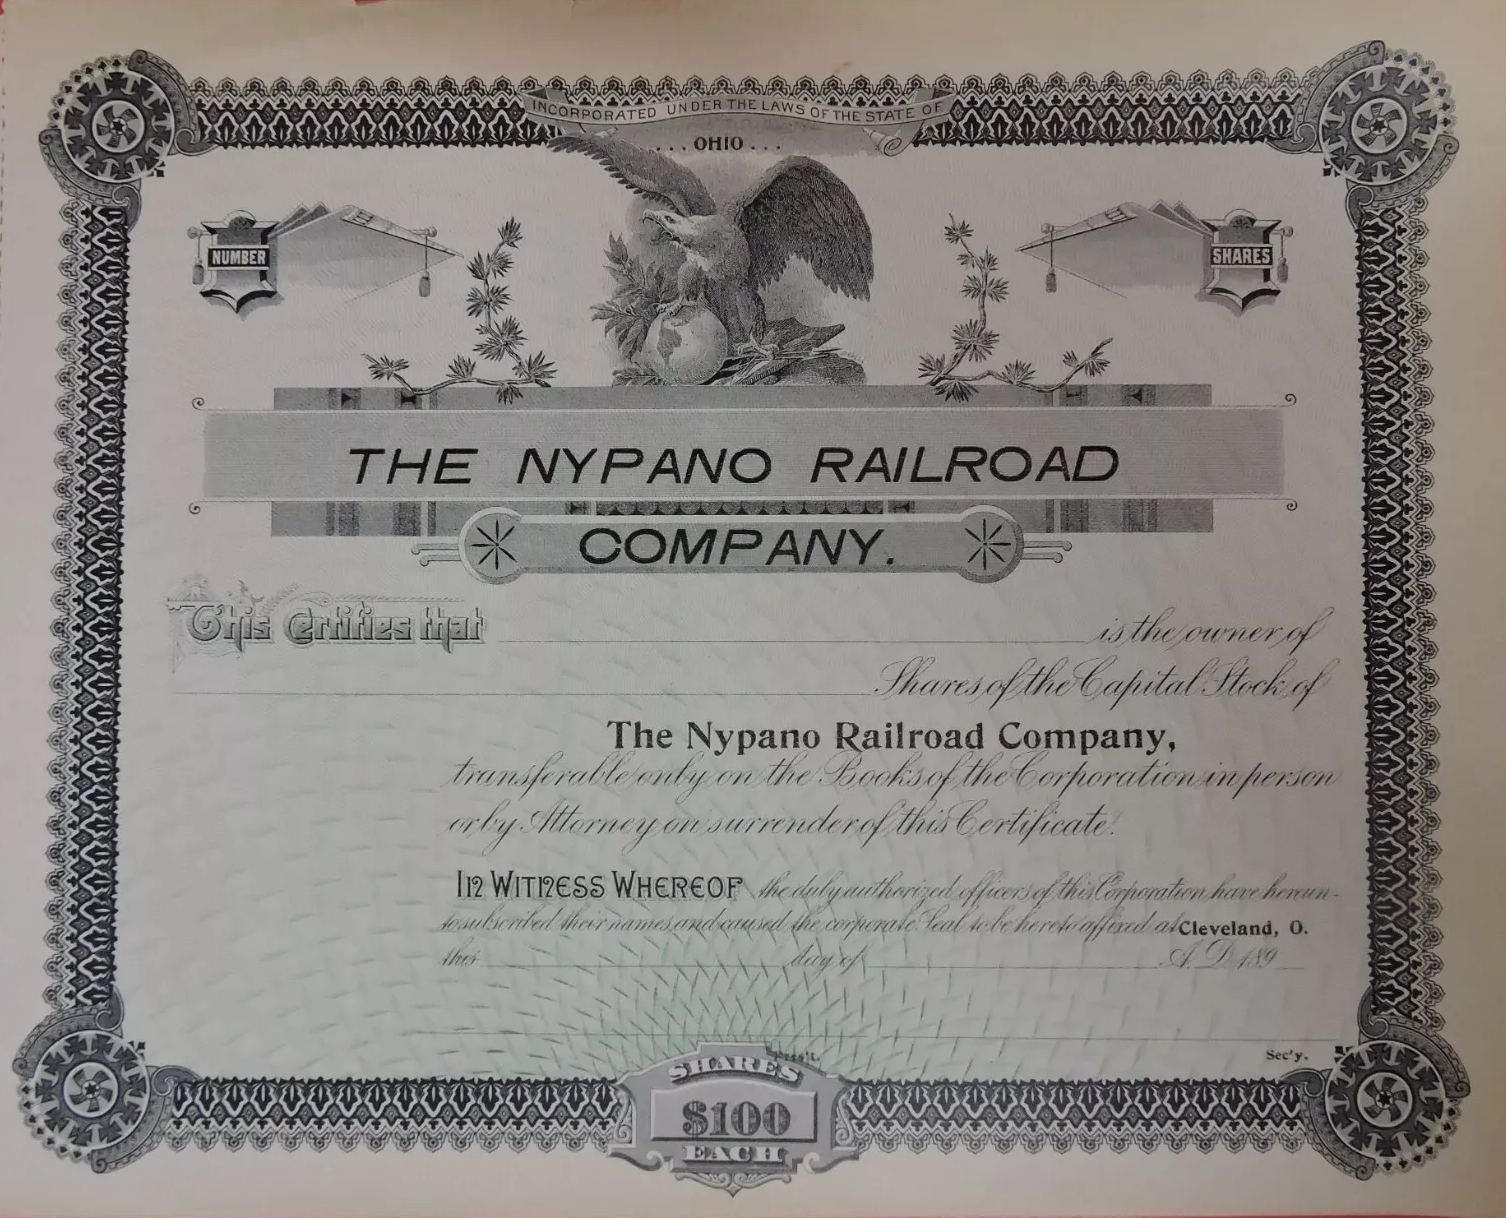 INCORPORATED UNDER THE LAWS OF THE STATE OF
... OHIO ...
NUMBER
SHARES
THE NYPANO RAILROAD
COMPANY.
This Certifies that is the owner of
Shares of the Capital Stock of
The Nypano Railroad Company,
transferable only on the Books of the Corporation in person
or by Attorney on surrender of this Certificate.
IN WITNESS WHEREOF the duly authorized officers of this Corporation have hereun-
to subscribed their names and caused the corporate Seal to be hereto affixed at Cleveland, O.
this day of A.D. 189
Pres't.
Sec'y.
SHARES
$100
EACH